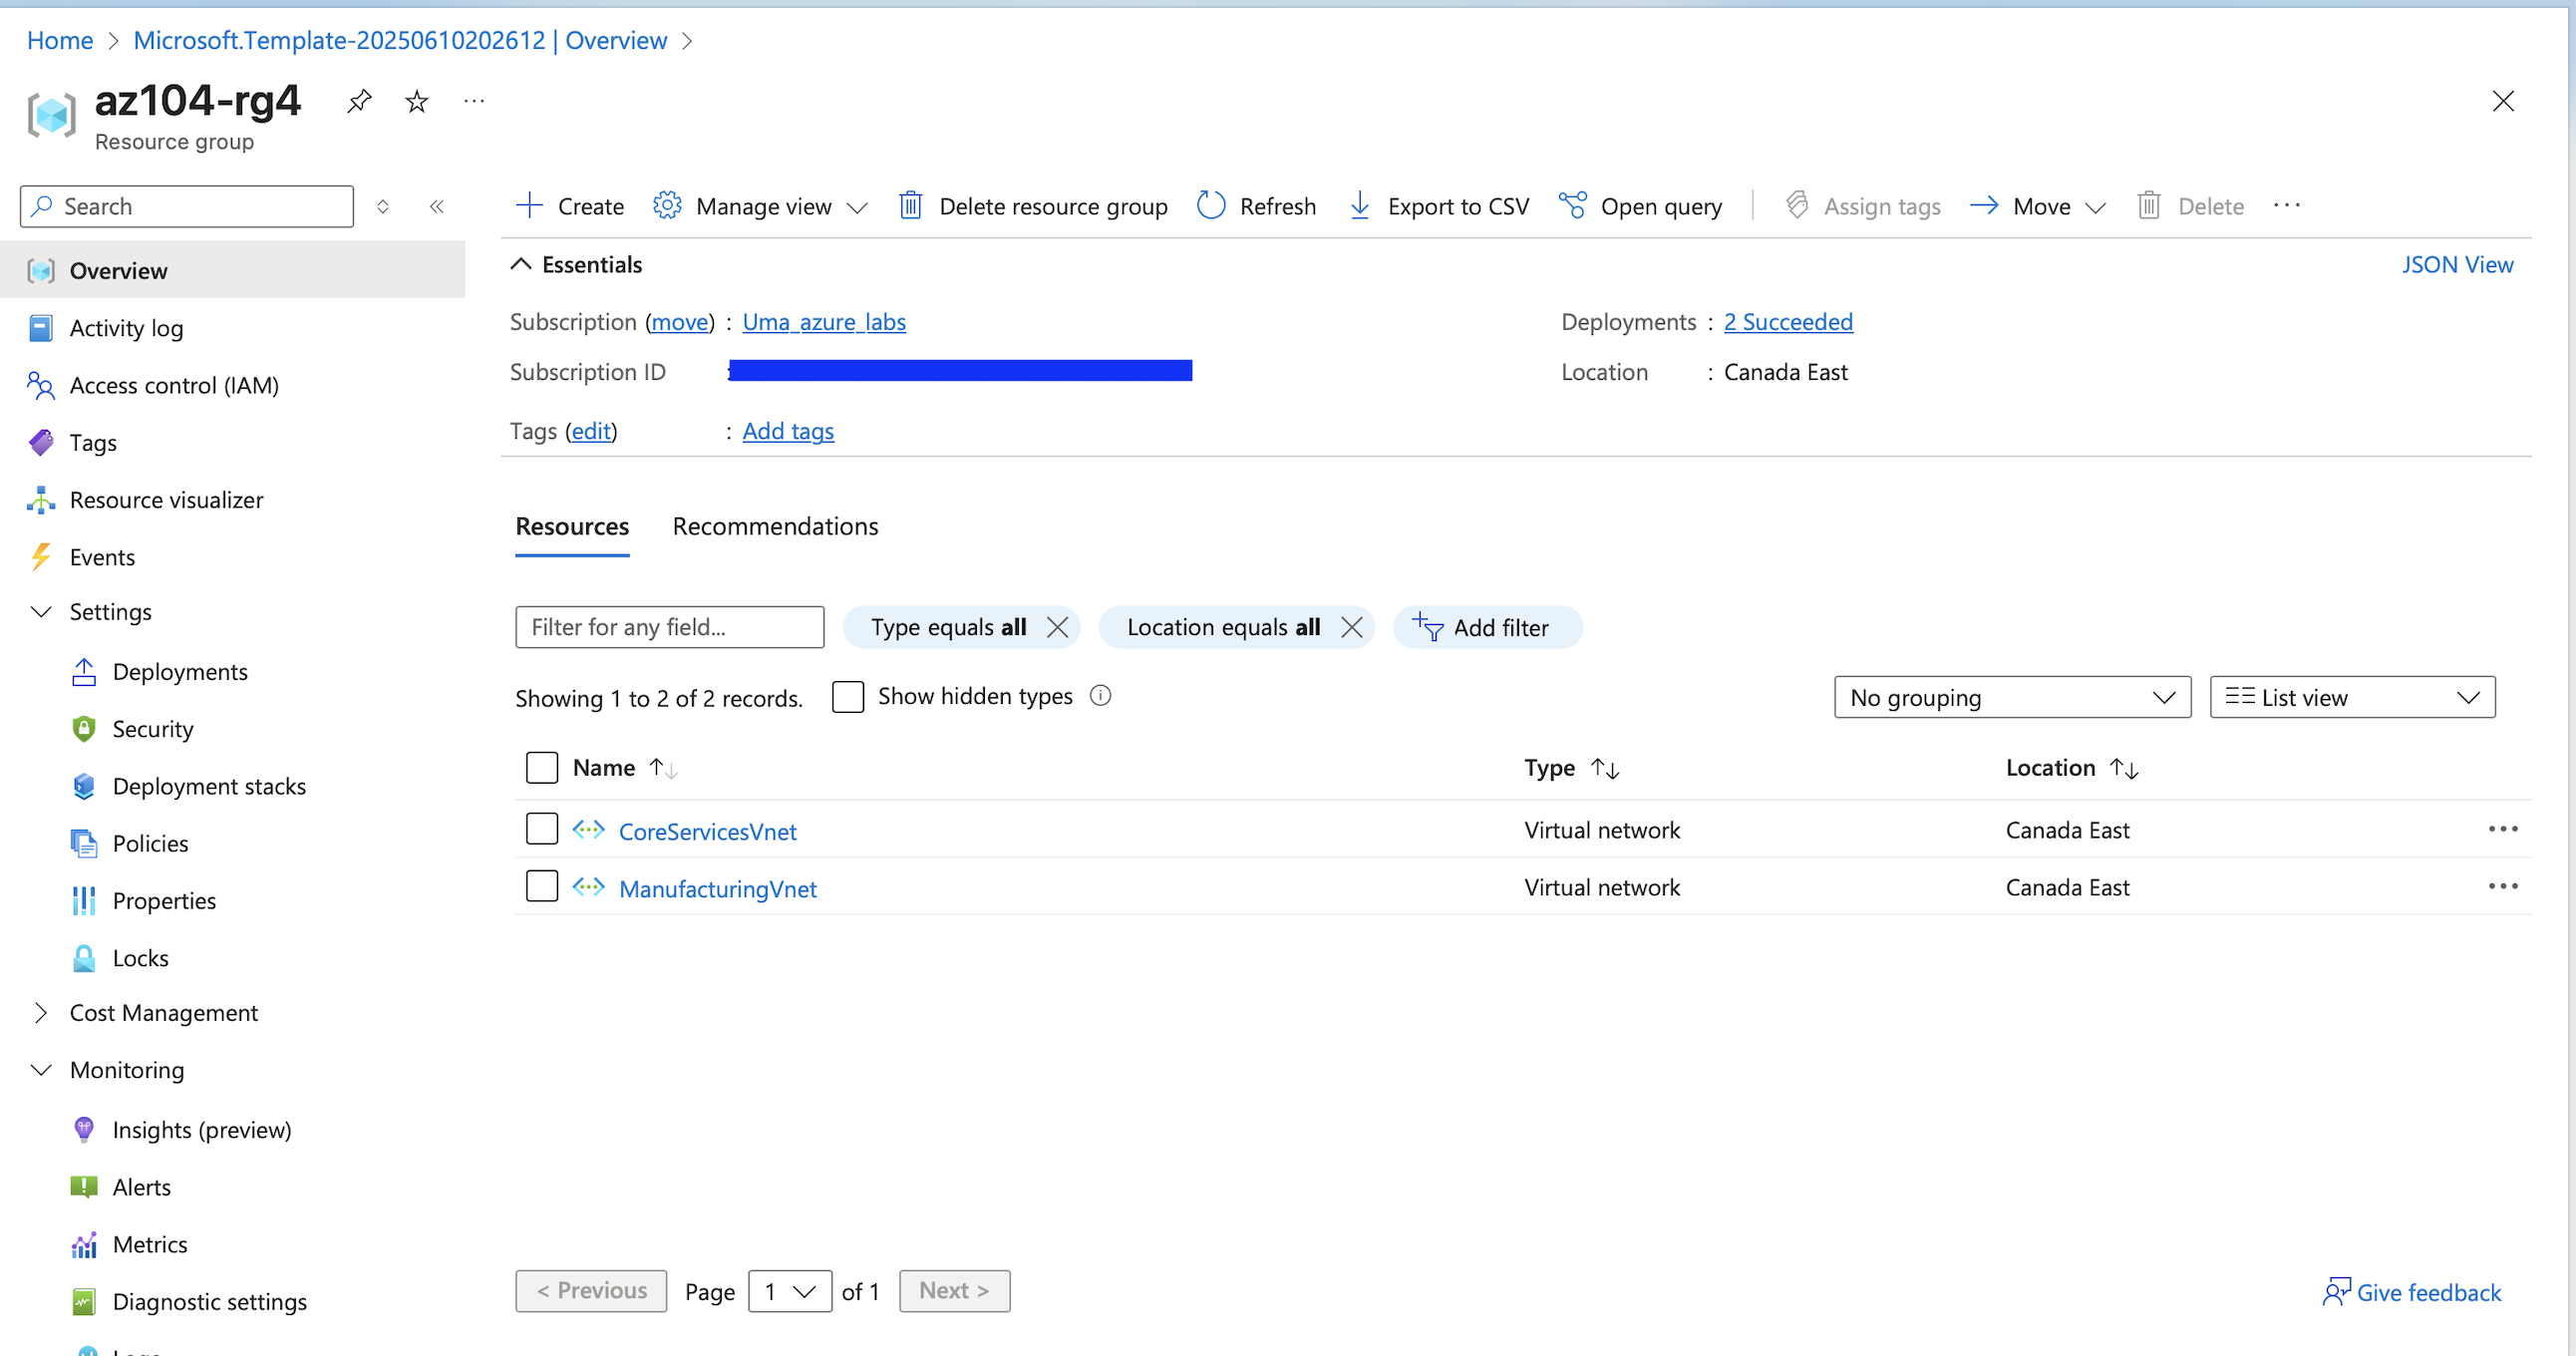 Home > Microsoft.Template-20250610202612 | Overview >
az104-rg4
Resource group
Search
Overview
Activity log
Access control (IAM)
Tags
Resource visualizer
Events
Settings
Deployments
Security
Deployment stacks
Policies
Properties
Locks
Cost Management
Monitoring
Insights (preview)
Alerts
Metrics
Diagnostic settings
Create Manage view Delete resource group Refresh Export to CSV Open query Assign tags Move Delete ...
Essentials JSON View
Subscription (move) : Uma_azure_labs Deployments : 2 Succeeded
Subscription ID : Location : Canada East
Tags (edit) : Add tags
Resources Recommendations
Filter for any field... Type equals all Location equals all Add filter
Showing 1 to 2 of 2 records. Show hidden types No grouping List view
Name Type Location
CoreServicesVnet Virtual network Canada East
ManufacturingVnet Virtual network Canada East
< Previous Page 1 of 1 Next > Give feedback